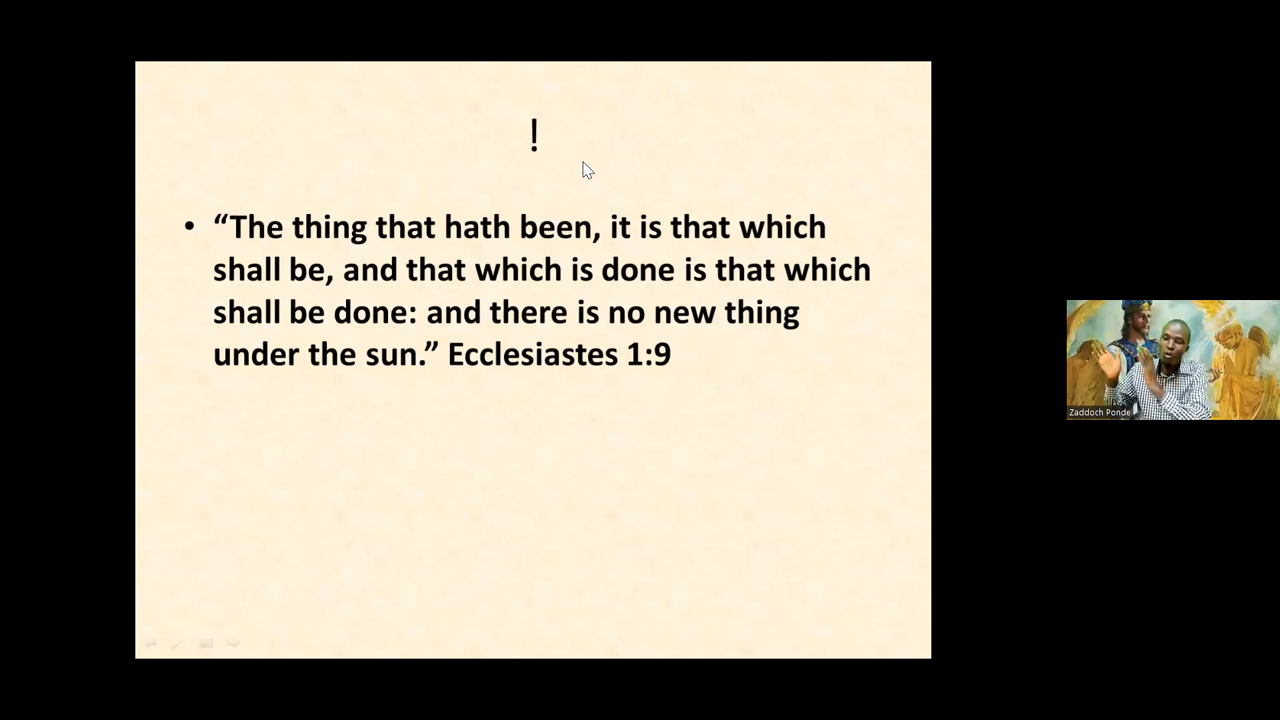 !
• “The thing that hath been, it is that which
shall be, and that which is done is that which
shall be done: and there is no new thing
under the sun.” Ecclesiastes 1:9
Zaddoch Ponde